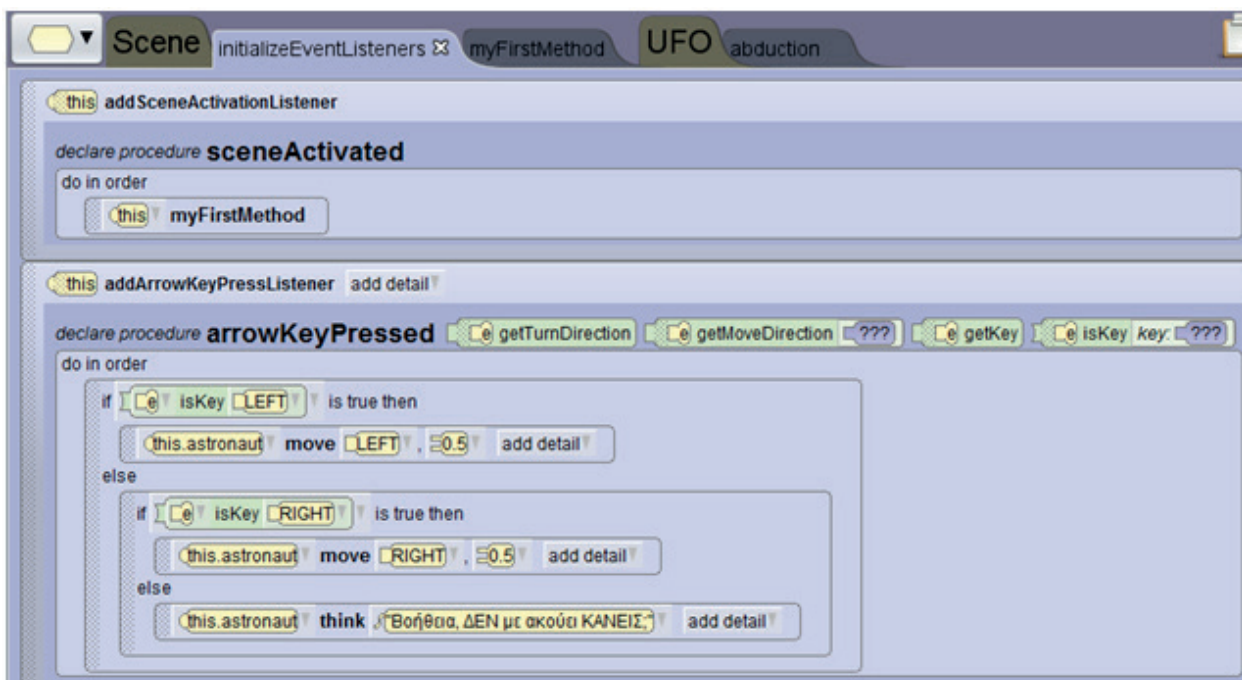 Scene initializeEventListeners myFirstMethod UFO abduction
this addSceneActivationListener
declare procedure sceneActivated
do in order
this myFirstMethod
this addArrowKeyPressListener add detail
declare procedure arrowKeyPressed e getTurnDirection e getMoveDirection ??? e getKey e isKey key: ???
do in order
if e isKey LEFT is true then
this.astronaut move LEFT , 0.5 add detail
else
if e isKey RIGHT is true then
this.astronaut move RIGHT , 0.5 add detail
else
this.astronaut think "Βοήθεια, ΔΕΝ με ακούει ΚΑΝΕΙΣ;" add detail